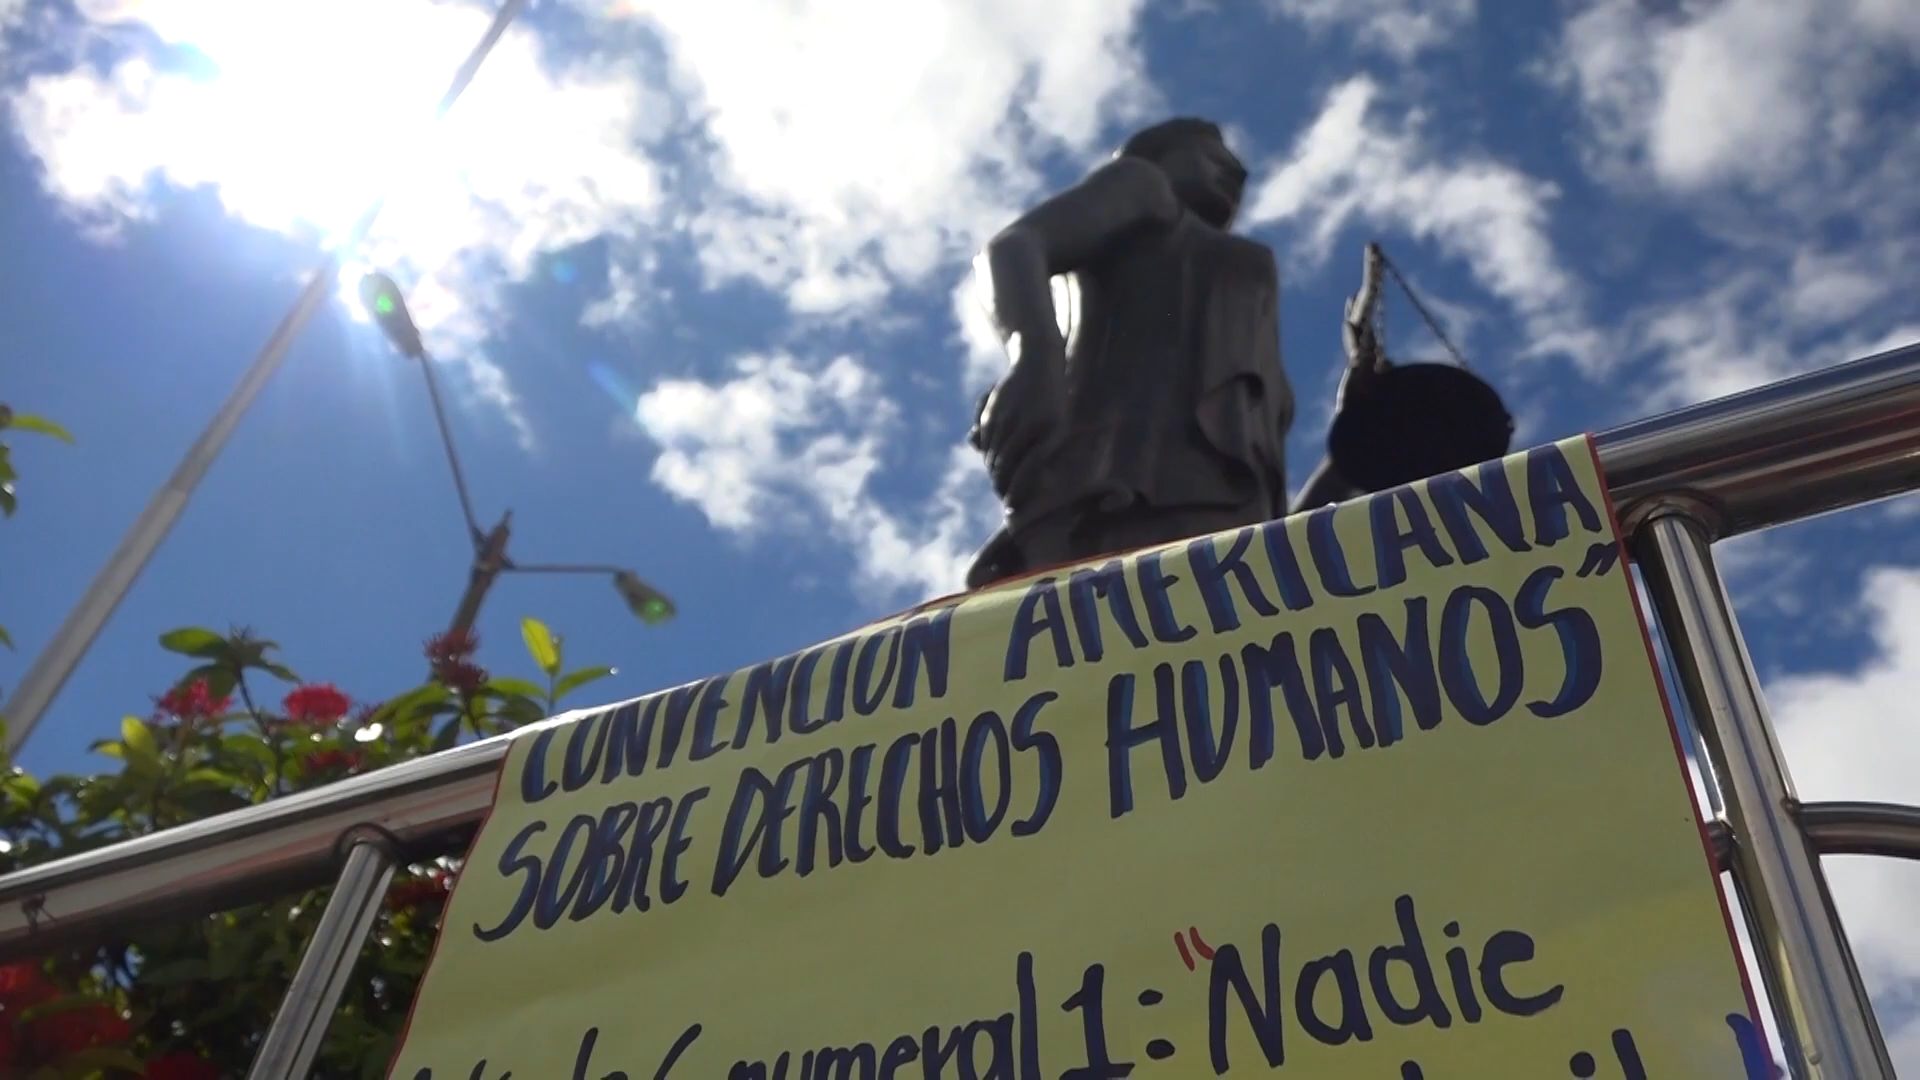 CONVENCIÓN AMERICANA
SOBRE DERECHOS HUMANOS”
numeral 1: “Nadie